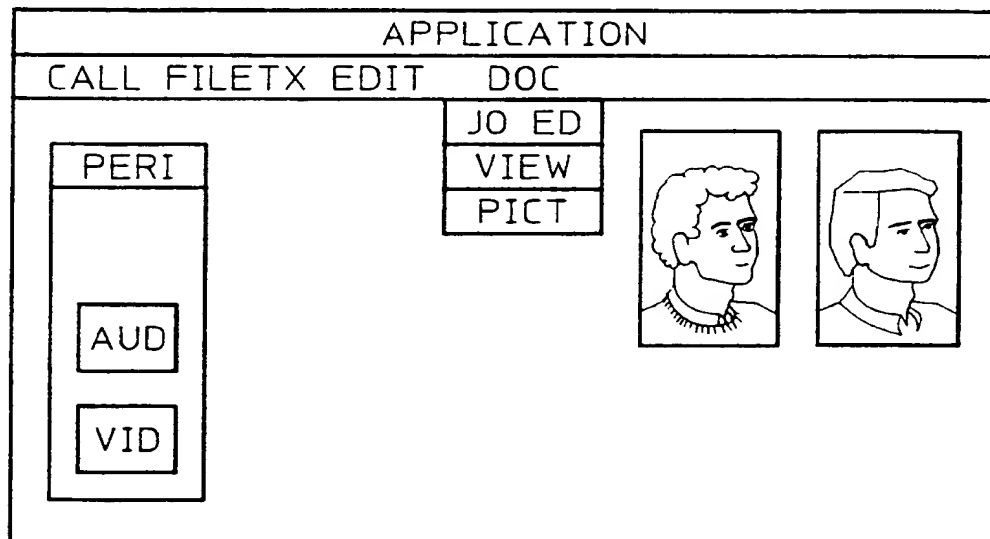 APPLICATION
CALL FILETX EDIT DOC
JO ED
VIEW
PICT
PERI
AUD
VID